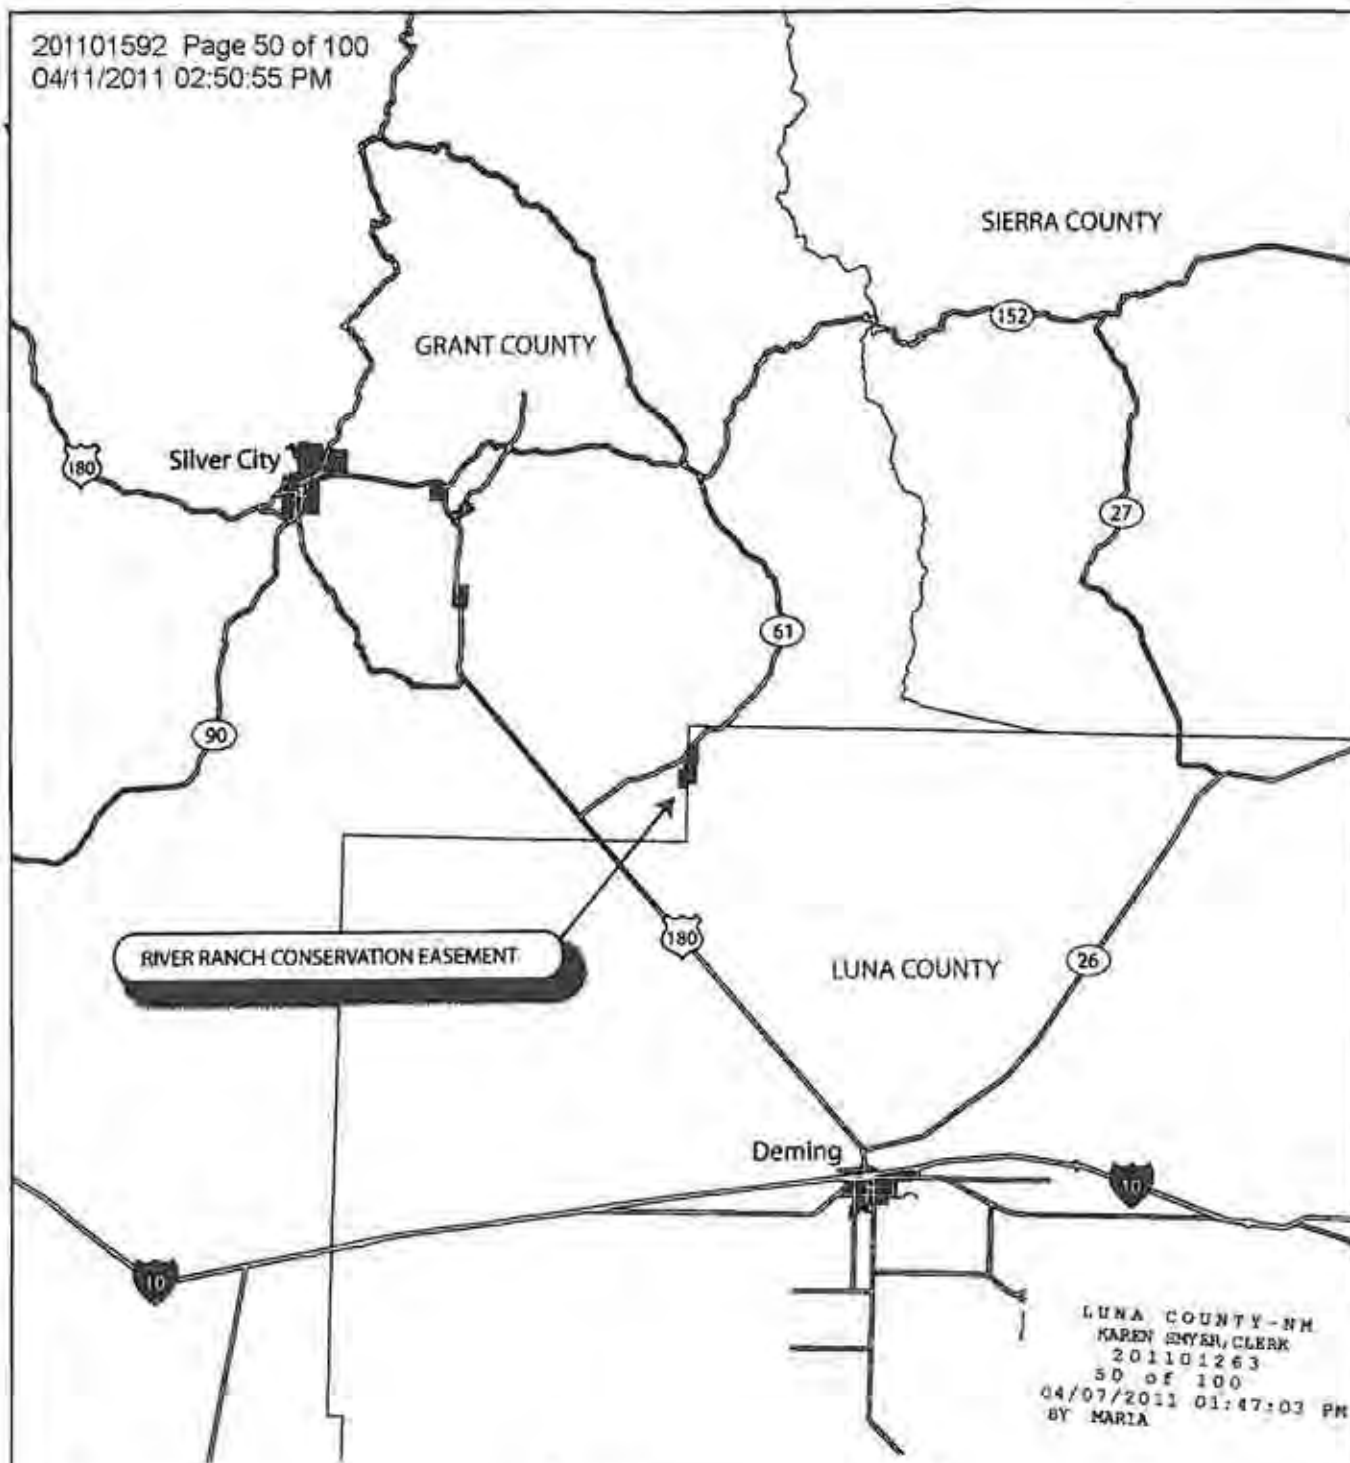 201101592 Page 50 of 100
04/11/2011 02:50:55 PM
SIERRA COUNTY
152
GRANT COUNTY
180
Silver City
27
61
90
RIVER RANCH CONSERVATION EASEMENT
180
LUNA COUNTY
26
Deming
10
10
LUNA COUNTY-NM
KAREN SMYER, CLERK
201101263
50 of 100
04/07/2011 01:47:03 PM
BY MARIA